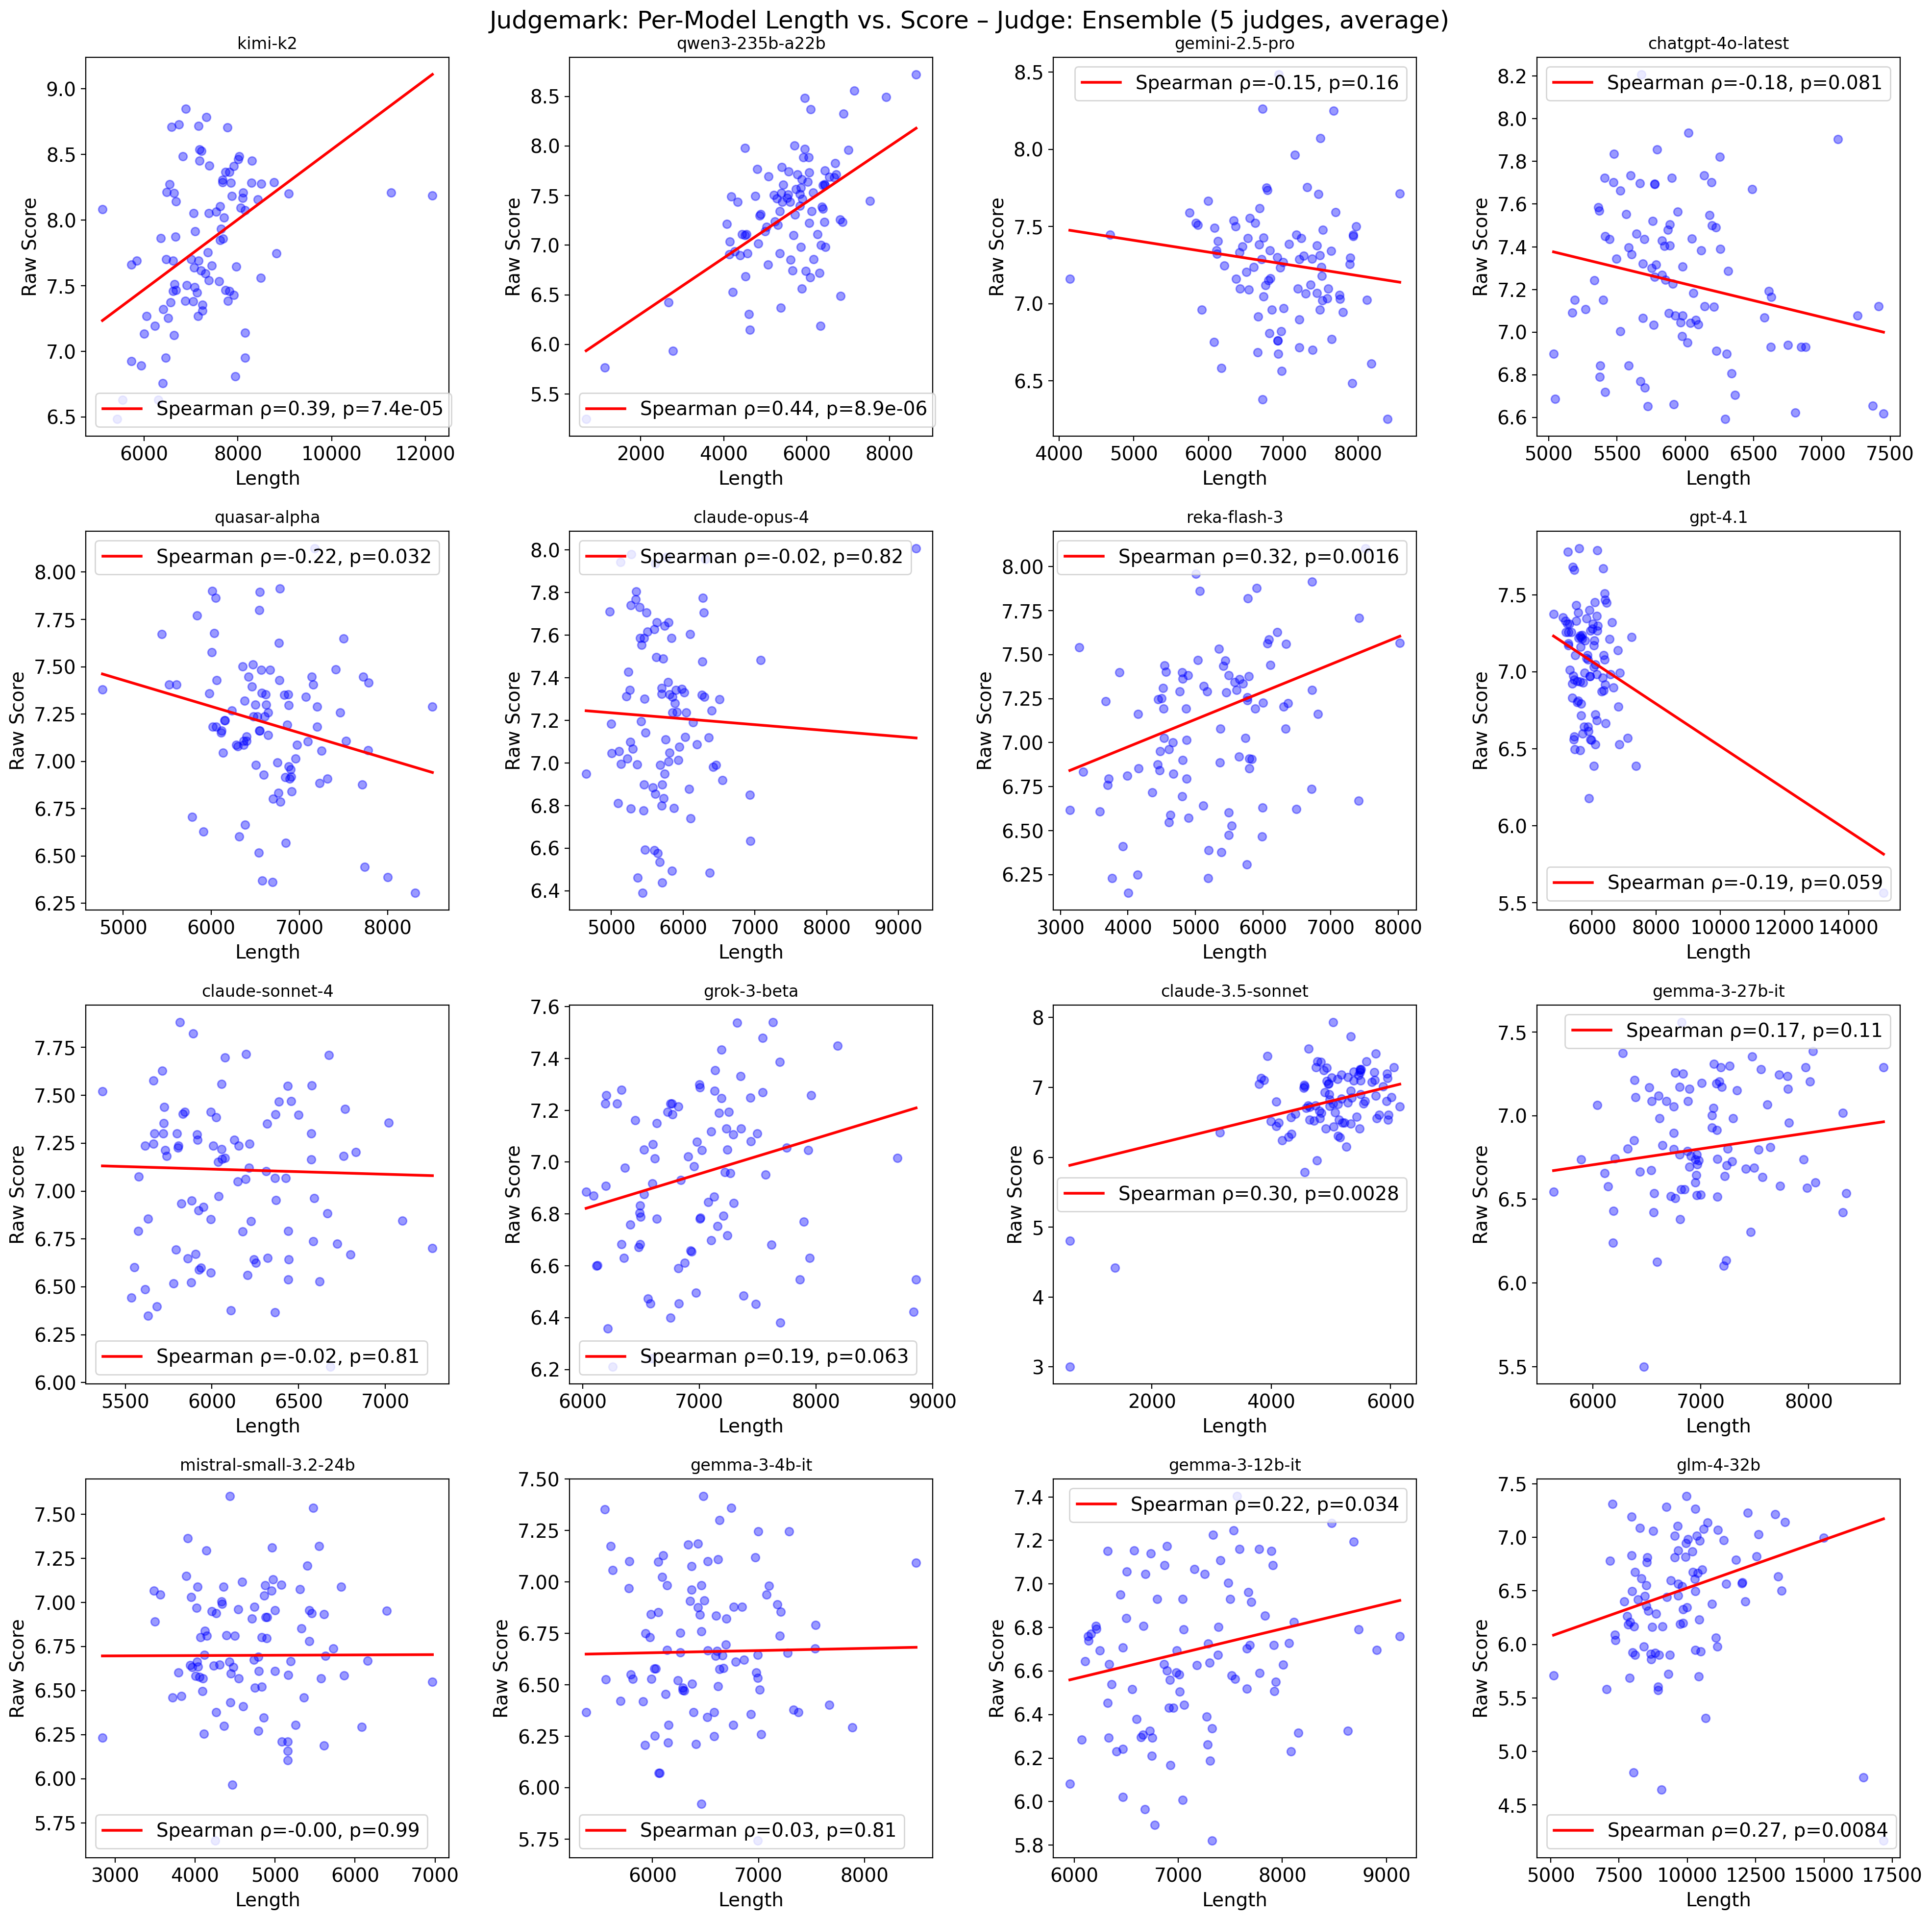 Judgemark: Per-Model Length vs. Score – Judge: Ensemble (5 judges, average)
kimi-k2
Raw Score
9.0
8.5
8.0
7.5
7.0
6.5
Spearman ρ=0.39, p=7.4e-05
6000 8000 10000 12000
Length
qwen3-235b-a22b
Raw Score
8.5
8.0
7.5
7.0
6.5
6.0
5.5
Spearman ρ=0.44, p=8.9e-06
2000 4000 6000 8000
Length
gemini-2.5-pro
Spearman ρ=-0.15, p=0.16
Raw Score
8.5
8.0
7.5
7.0
6.5
4000 5000 6000 7000 8000
Length
chatgpt-4o-latest
Spearman ρ=-0.18, p=0.081
Raw Score
8.2
8.0
7.8
7.6
7.4
7.2
7.0
6.8
6.6
5000 5500 6000 6500 7000 7500
Length
quasar-alpha
Spearman ρ=-0.22, p=0.032
Raw Score
8.00
7.75
7.50
7.25
7.00
6.75
6.50
6.25
5000 6000 7000 8000
Length
claude-opus-4
Spearman ρ=-0.02, p=0.82
Raw Score
8.0
7.8
7.6
7.4
7.2
7.0
6.8
6.6
6.4
5000 6000 7000 8000 9000
Length
reka-flash-3
Spearman ρ=0.32, p=0.0016
Raw Score
8.00
7.75
7.50
7.25
7.00
6.75
6.50
6.25
3000 4000 5000 6000 7000 8000
Length
gpt-4.1
Raw Score
7.5
7.0
6.5
6.0
5.5
Spearman ρ=-0.19, p=0.059
6000 8000 10000 12000 14000
Length
claude-sonnet-4
Raw Score
7.75
7.50
7.25
7.00
6.75
6.50
6.25
6.00
Spearman ρ=-0.02, p=0.81
5500 6000 6500 7000
Length
grok-3-beta
Raw Score
7.6
7.4
7.2
7.0
6.8
6.6
6.4
6.2
Spearman ρ=0.19, p=0.063
6000 7000 8000 9000
Length
claude-3.5-sonnet
Raw Score
8
7
6
5
4
3
Spearman ρ=0.30, p=0.0028
2000 4000 6000
Length
gemma-3-27b-it
Spearman ρ=0.17, p=0.11
Raw Score
7.5
7.0
6.5
6.0
5.5
6000 7000 8000
Length
mistral-small-3.2-24b
Raw Score
7.50
7.25
7.00
6.75
6.50
6.25
6.00
5.75
Spearman ρ=-0.00, p=0.99
3000 4000 5000 6000 7000
Length
gemma-3-4b-it
Raw Score
7.50
7.25
7.00
6.75
6.50
6.25
6.00
5.75
Spearman ρ=0.03, p=0.81
6000 7000 8000
Length
gemma-3-12b-it
Spearman ρ=0.22, p=0.034
Raw Score
7.4
7.2
7.0
6.8
6.6
6.4
6.2
6.0
5.8
6000 7000 8000 9000
Length
glm-4-32b
Raw Score
7.5
7.0
6.5
6.0
5.5
5.0
4.5
Spearman ρ=0.27, p=0.0084
5000 7500 10000 12500 15000 17500
Length